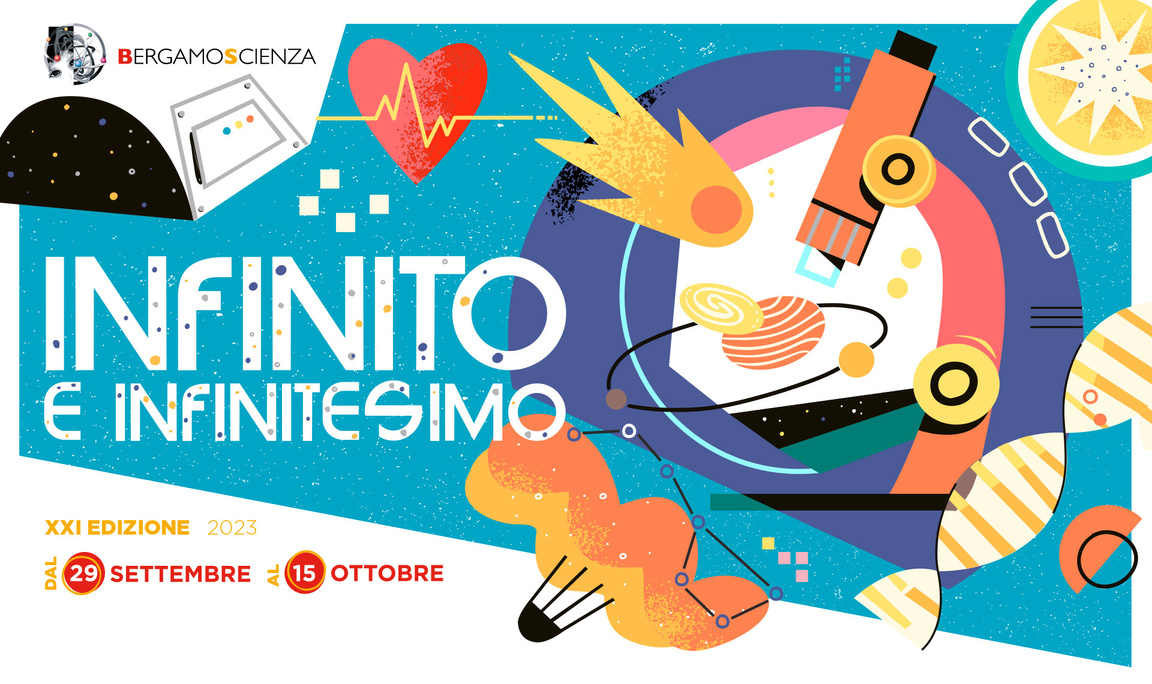 BERGAMOSCIENZA
INFINITO
E INFINITESIMO
XXI EDIZIONE 2023
DAL 29 SETTEMBRE AL 15 OTTOBRE